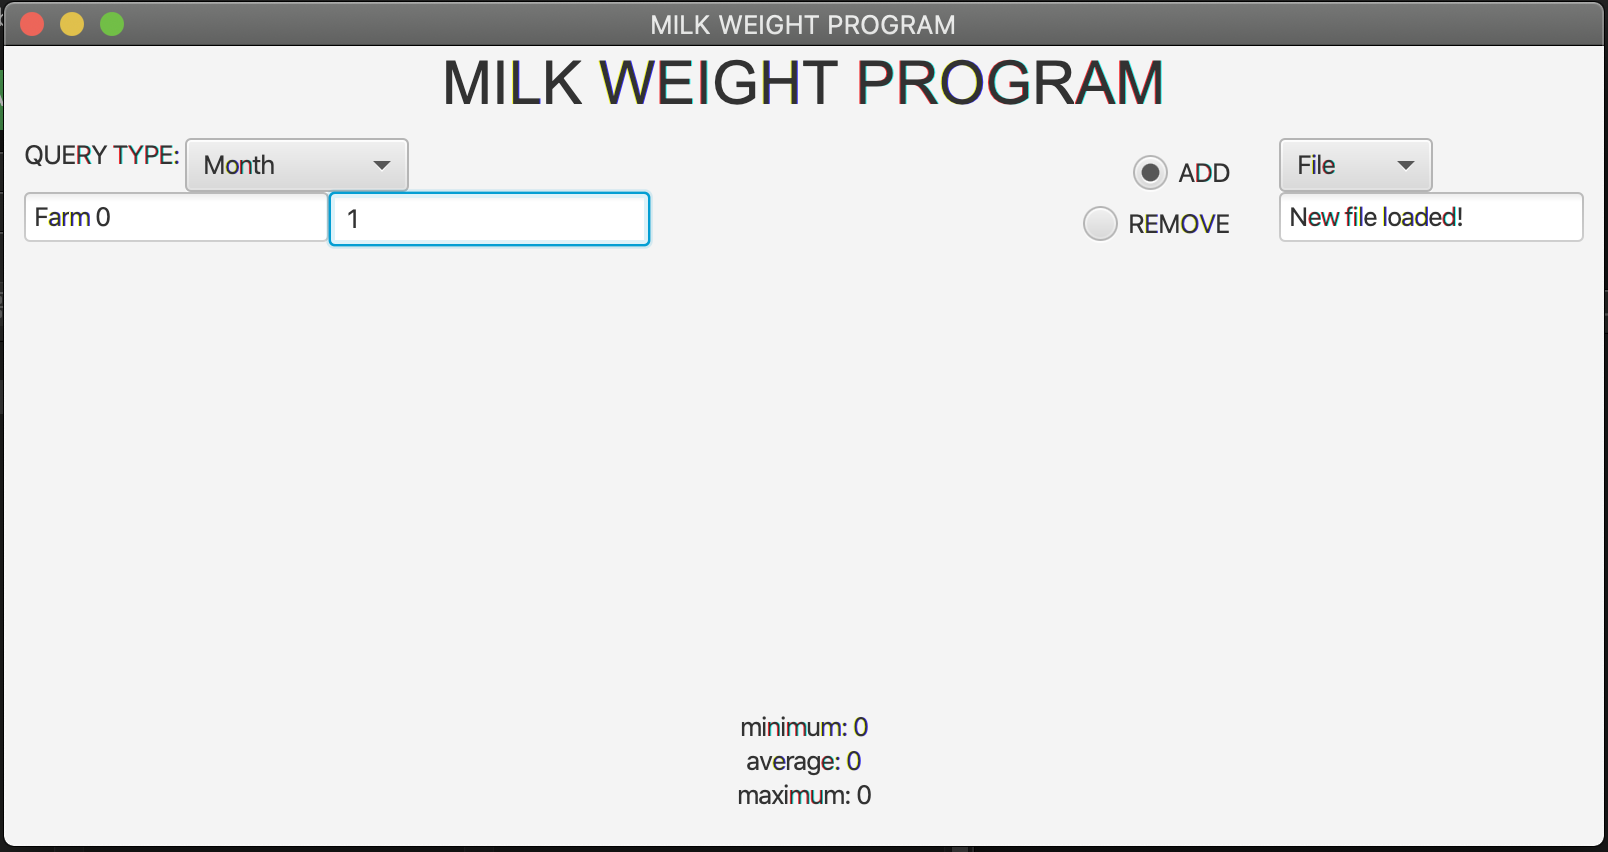 MILK WEIGHT PROGRAM
MILK WEIGHT PROGRAM
QUERY TYPE: Month
Farm 0 1
ADD
REMOVE
File
New file loaded!
minimum: 0
average: 0
maximum: 0